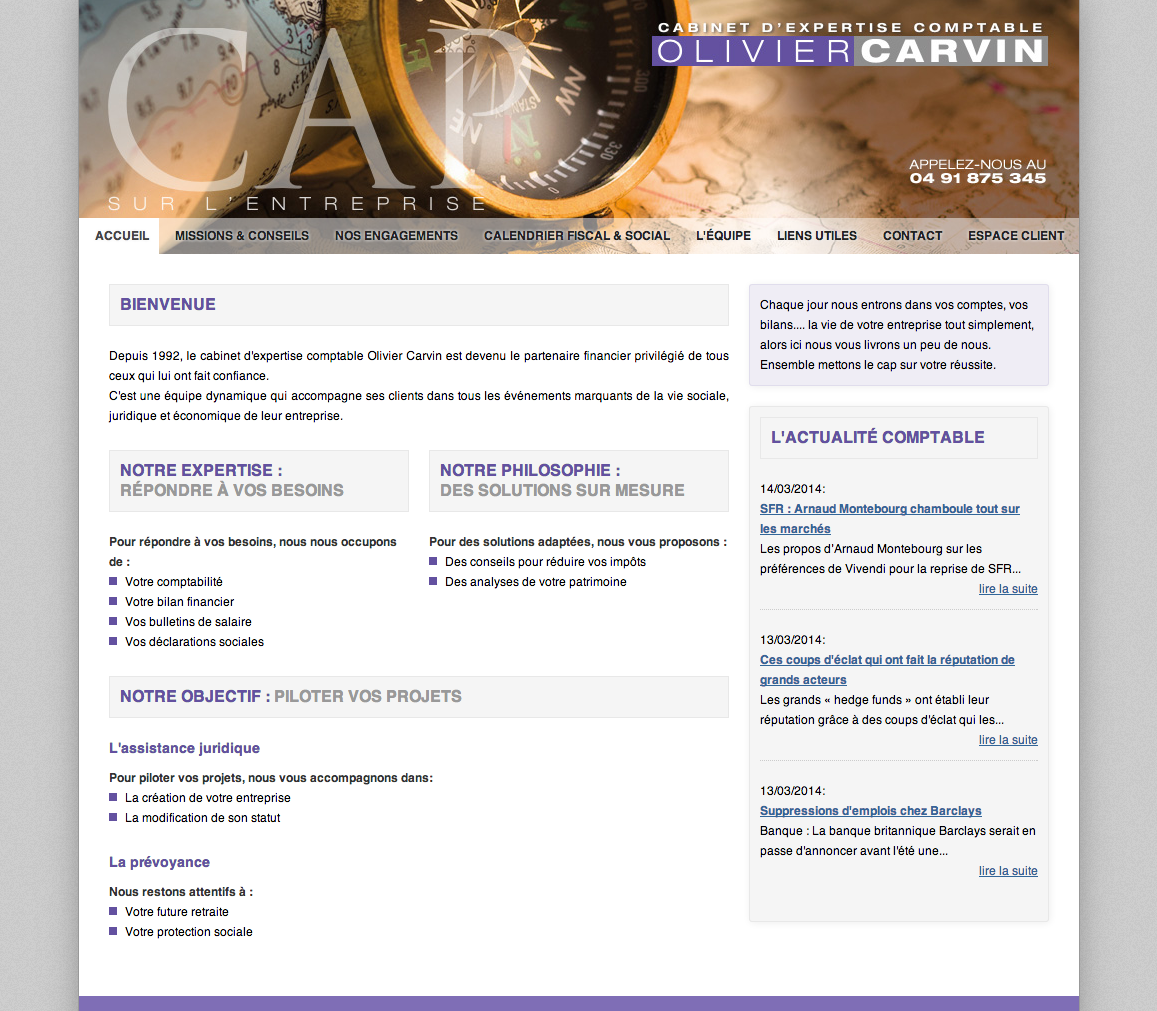 CABINET D'EXPERTISE COMPTABLE
OLIVIER CARVIN
CAP
SUR L'ENTREPRISE
APPELEZ-NOUS AU
04 91 875 345
ACCUEIL MISSIONS & CONSEILS NOS ENGAGEMENTS CALENDRIER FISCAL & SOCIAL L'ÉQUIPE LIENS UTILES CONTACT ESPACE CLIENT
BIENVENUE
Depuis 1992, le cabinet d'expertise comptable Olivier Carvin est devenu le partenaire financier privilégié de tous
ceux qui lui ont fait confiance.
C'est une équipe dynamique qui accompagne ses clients dans tous les événements marquants de la vie sociale,
juridique et économique de leur entreprise.
NOTRE EXPERTISE :
RÉPONDRE À VOS BESOINS
Pour répondre à vos besoins, nous nous occupons
de :
Votre comptabilité
Votre bilan financier
Vos bulletins de salaire
Vos déclarations sociales
NOTRE PHILOSOPHIE :
DES SOLUTIONS SUR MESURE
Pour des solutions adaptées, nous vous proposons :
Des conseils pour réduire vos impôts
Des analyses de votre patrimoine
NOTRE OBJECTIF : PILOTER VOS PROJETS
L'assistance juridique
Pour piloter vos projets, nous vous accompagnons dans:
La création de votre entreprise
La modification de son statut
La prévoyance
Nous restons attentifs à :
Votre future retraite
Votre protection sociale
Chaque jour nous entrons dans vos comptes, vos
bilans.... la vie de votre entreprise tout simplement,
alors ici nous vous livrons un peu de nous.
Ensemble mettons le cap sur votre réussite.
L'ACTUALITÉ COMPTABLE
14/03/2014:
SFR : Arnaud Montebourg chamboule tout sur
les marchés
Les propos d'Arnaud Montebourg sur les
préférences de Vivendi pour la reprise de SFR...
lire la suite
13/03/2014:
Ces coups d'éclat qui ont fait la réputation de
grands acteurs
Les grands « hedge funds » ont établi leur
réputation grâce à des coups d'éclat qui les...
lire la suite
13/03/2014:
Suppressions d'emplois chez Barclays
Banque : La banque britannique Barclays serait en
passe d'annoncer avant l'été une...
lire la suite